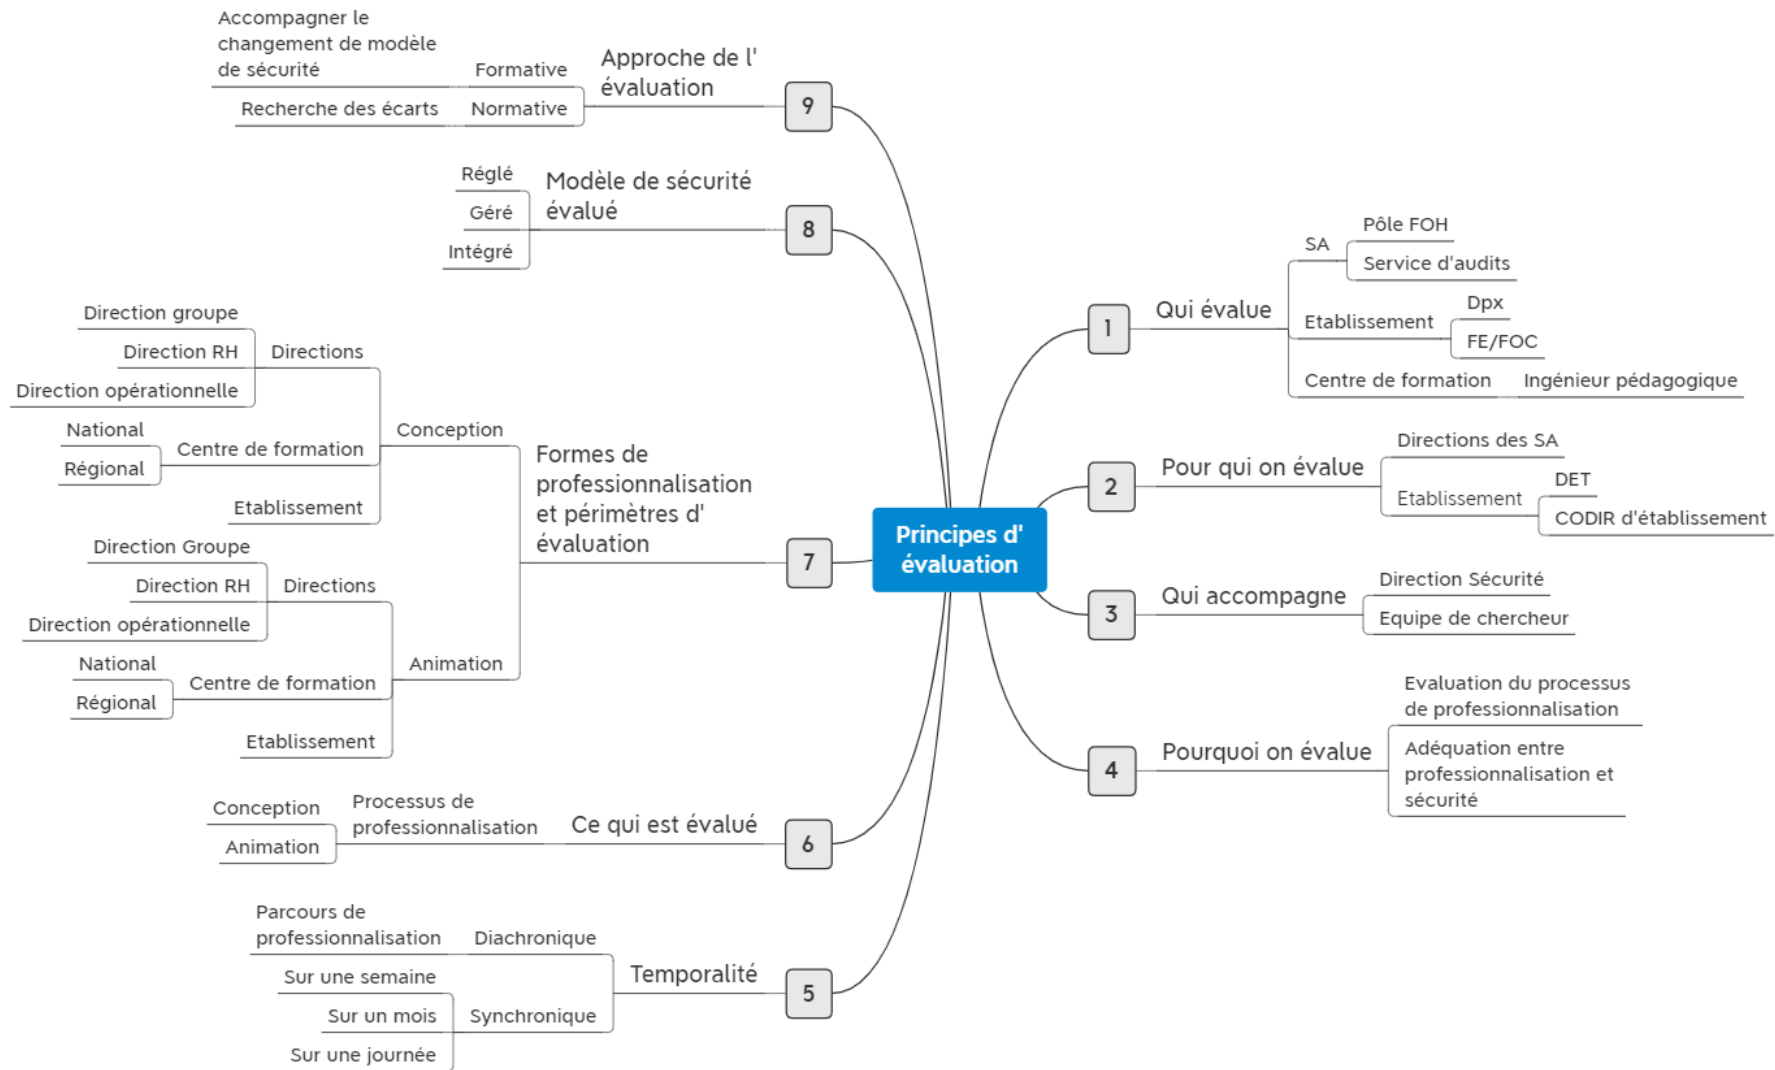 Principes d'
évaluation
1
Qui évalue
SA
Pôle FOH
Service d'audits
Etablissement
Dpx
FE/FOC
Centre de formation
Ingénieur pédagogique
2
Pour qui on évalue
Directions des SA
Etablissement
DET
CODIR d'établissement
3
Qui accompagne
Direction Sécurité
Equipe de chercheur
4
Pourquoi on évalue
Evaluation du processus
de professionnalisation
Adéquation entre
professionnalisation et
sécurité
5
Temporalité
Diachronique
Parcours de
professionnalisation
Synchronique
Sur une semaine
Sur un mois
Sur une journée
6
Ce qui est évalué
Processus de
professionnalisation
Conception
Animation
7
Formes de
professionnalisation
et périmètres d'
évaluation
Conception
Directions
Direction groupe
Direction RH
Direction opérationnelle
Centre de formation
National
Régional
Etablissement
Animation
Directions
Direction Groupe
Direction RH
Direction opérationnelle
Centre de formation
National
Régional
Etablissement
8
Modèle de sécurité
évalué
Réglé
Géré
Intégré
9
Approche de l'
évaluation
Formative
Accompagner le
changement de modèle
de sécurité
Normative
Recherche des écarts